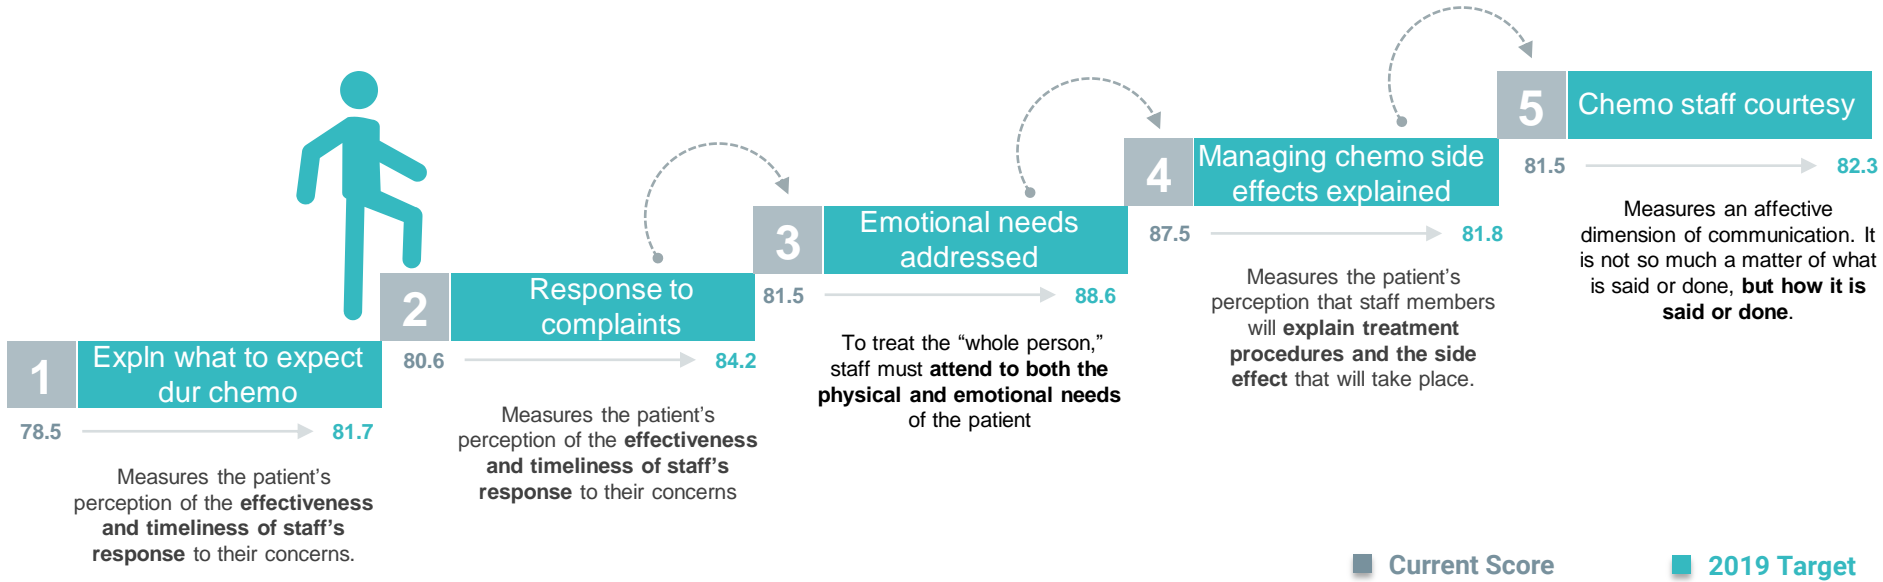 1
Expln what to expect
dur chemo
78.5
81.7
Measures the patient's
perception of the effectiveness
and timeliness of staff's
response to their concerns.
2
Response to
complaints
80.6
84.2
Measures the patient's
perception of the effectiveness
and timeliness of staff's
response to their concerns
3
Emotional needs
addressed
81.5
88.6
To treat the “whole person,”
staff must attend to both the
physical and emotional needs
of the patient
4
Managing chemo side
effects explained
87.5
81.8
Measures the patient's
perception that staff members
will explain treatment
procedures and the side
effect that will take place.
5
Chemo staff courtesy
81.5
82.3
Measures an affective
dimension of communication. It
is not so much a matter of what
is said or done, but how it is
said or done.
Current Score
2019 Target